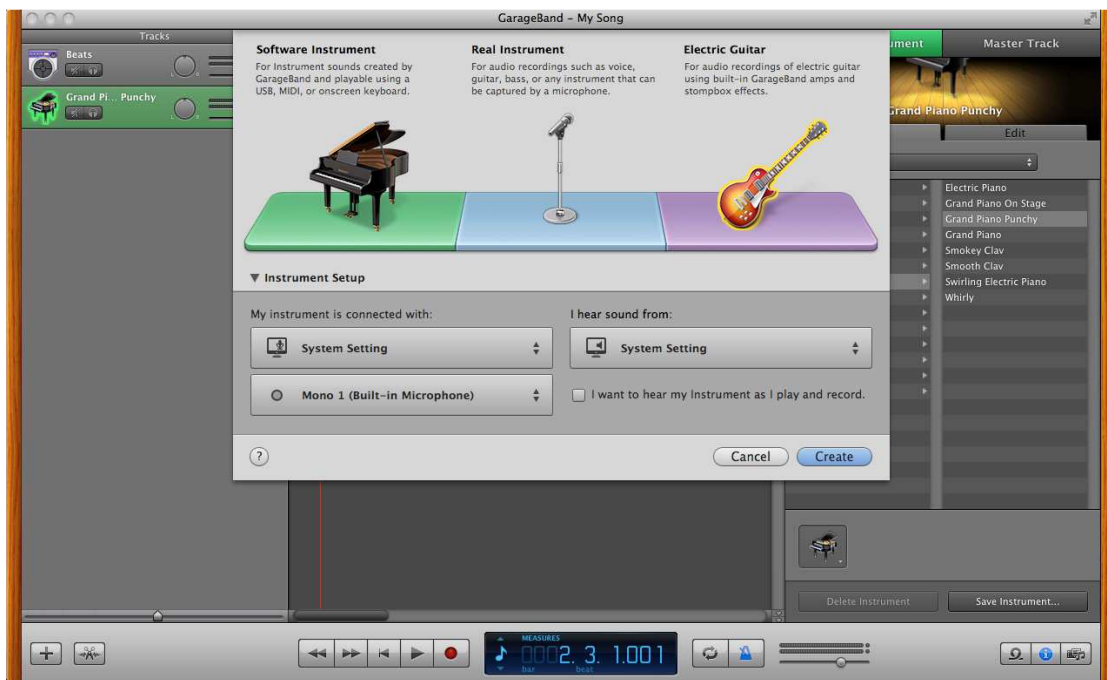 GarageBand – My Song
Tracks
Beats
Grand Pi... Punchy
Software Instrument
For Instrument sounds created by
GarageBand and playable using a
USB, MIDI, or onscreen keyboard.
Real Instrument
For audio recordings such as voice,
guitar, bass, or any instrument that can
be captured by a microphone.
Electric Guitar
For audio recordings of electric guitar
using built-in GarageBand amps and
stompbox effects.
Instrument Setup
My instrument is connected with:
System Setting
Mono 1 (Built-in Microphone)
I hear sound from:
System Setting
I want to hear my Instrument as I play and record.
?
Cancel
Create
ument
Master Track
Grand Piano Punchy
Edit
Electric Piano
Grand Piano On Stage
Grand Piano Punchy
Grand Piano
Smokey Clav
Smooth Clav
Swirling Electric Piano
Whirly
Delete Instrument
Save Instrument...
MEASURES
0002. 3. 1.001
bar beat